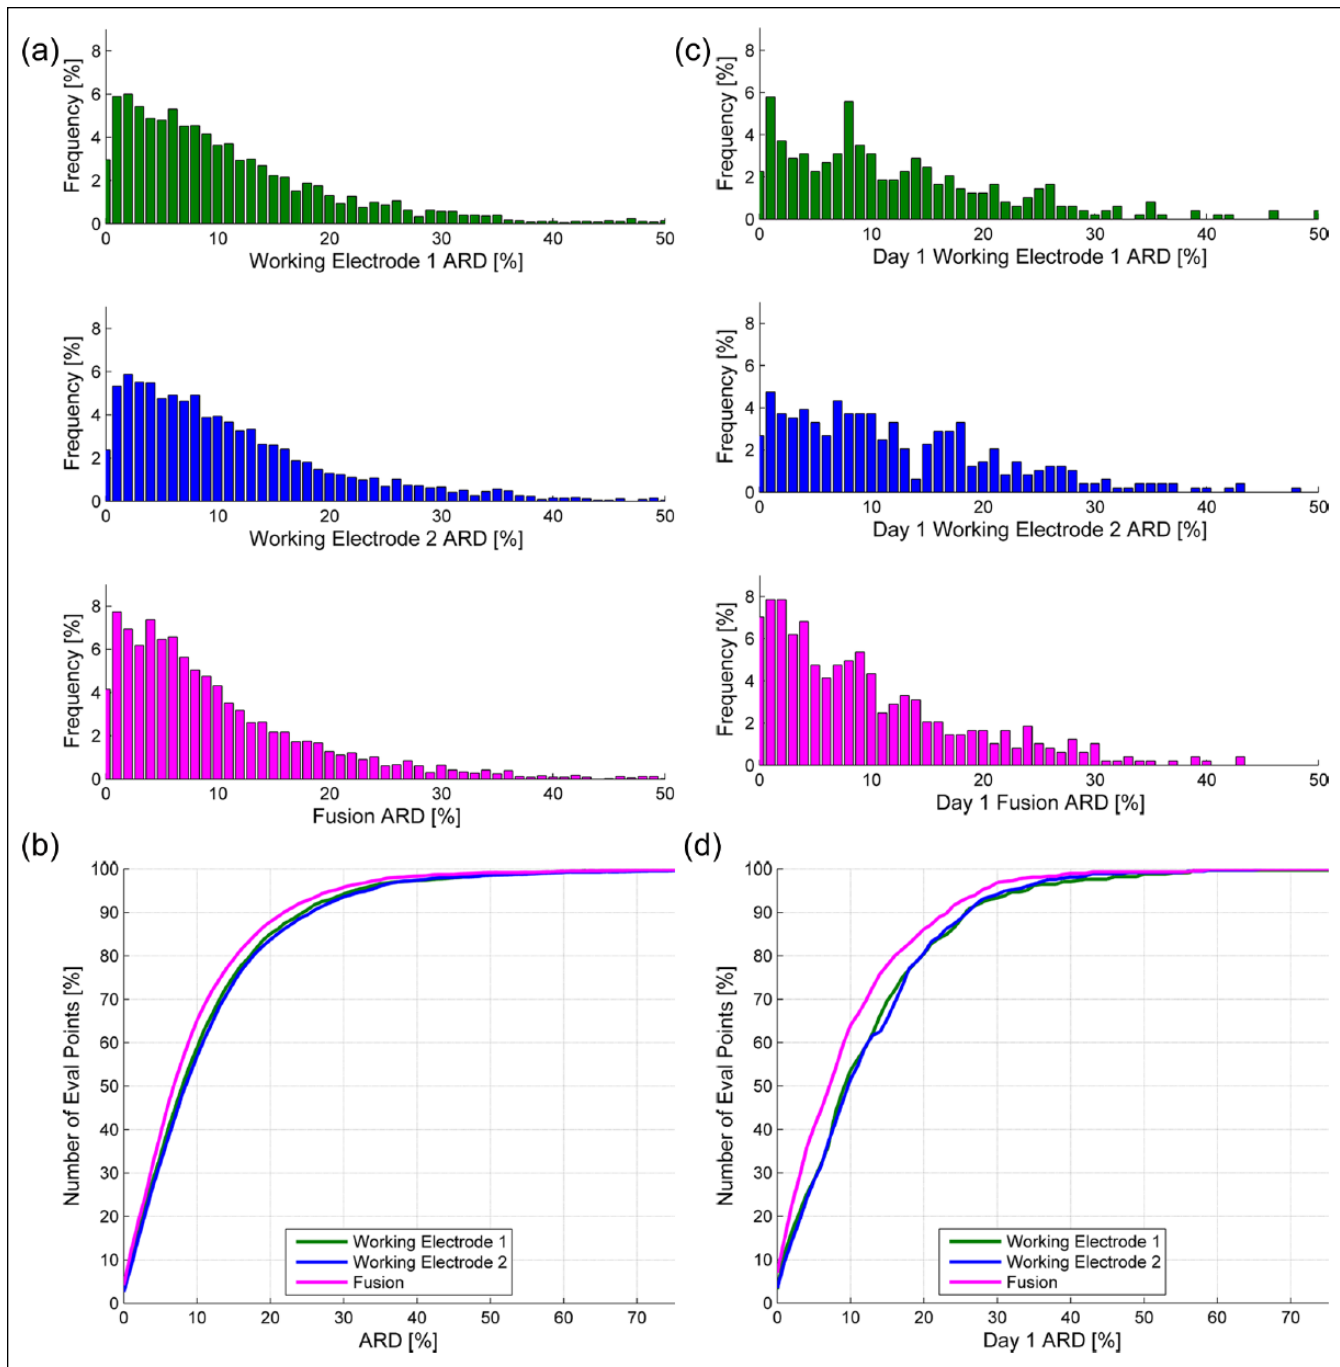 (a)
Frequency [%]
8
6
4
2
0
0 10 20 30 40 50
Working Electrode 1 ARD [%]
Frequency [%]
8
6
4
2
0
0 10 20 30 40 50
Working Electrode 2 ARD [%]
Frequency [%]
8
6
4
2
0
0 10 20 30 40 50
Fusion ARD [%]
(c)
Frequency [%]
8
6
4
2
0
0 10 20 30 40 50
Day 1 Working Electrode 1 ARD [%]
Frequency [%]
8
6
4
2
0
0 10 20 30 40 50
Day 1 Working Electrode 2 ARD [%]
Frequency [%]
8
6
4
2
0
0 10 20 30 40 50
Day 1 Fusion ARD [%]
(b)
Number of Eval Points [%]
100
90
80
70
60
50
40
30
20
10
0
Working Electrode 1
Working Electrode 2
Fusion
0 10 20 30 40 50 60 70
ARD [%]
(d)
Number of Eval Points [%]
100
90
80
70
60
50
40
30
20
10
0
Working Electrode 1
Working Electrode 2
Fusion
0 10 20 30 40 50 60 70
Day 1 ARD [%]